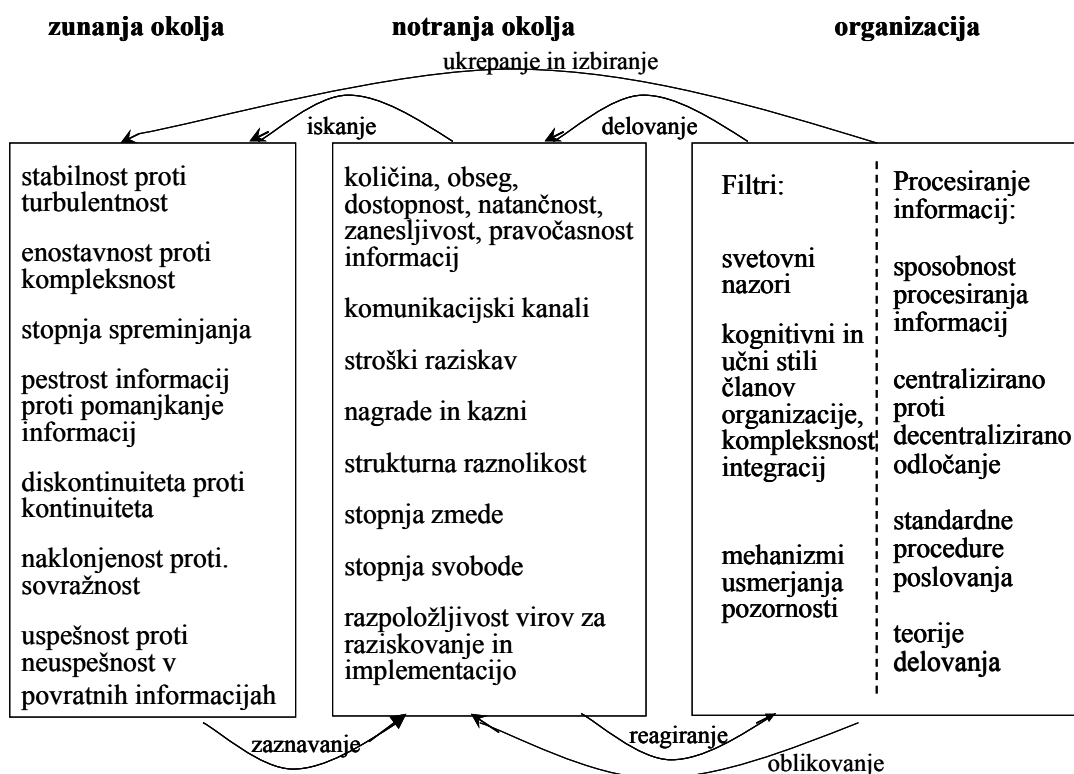 zunanja okolja
notranja okolja
organizacija
ukrepanje in izbiranje
iskanje
delovanje
stabilnost proti
turbulentnost
enostavnost proti
kompleksnost
stopnja spreminjanja
pestrost informacij
proti pomanjkanje
informacij
diskontinuiteta proti
kontinuiteta
naklonjenost proti.
sovražnost
uspešnost proti
neuspešnost v
povratnih informacijah
količina, obseg,
dostopnost, natančnost,
zanesljivost, pravočasnost
informacij
komunikacijski kanali
stroški raziskav
nagrade in kazni
strukturna raznolikost
stopnja zmede
stopnja svobode
razpoložljivost virov za
raziskovanje in
implementacijo
Filtri:
svetovni
nazori
kognitivni in
učni stili
članov
organizacije,
kompleksnost
integracij
mehanizmi
usmerjanja
pozornosti
Procesiranje
informacij:
sposobnost
procesiranja
informacij
centralizirano
proti
decentralizirano
odločanje
standardne
procedure
poslovanja
teorije
delovanja
zaznavanje
reagiranje
oblikovanje